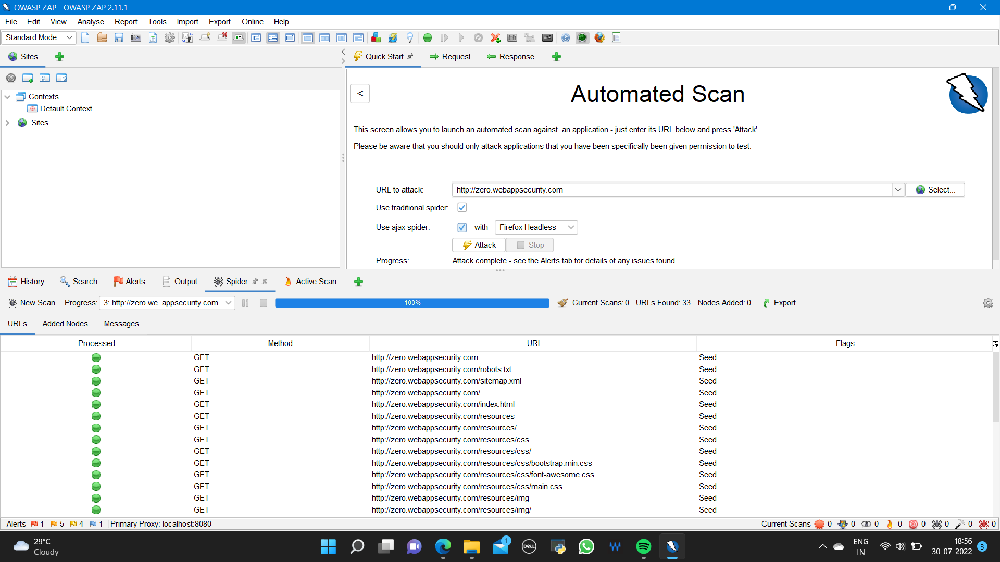 OWASP ZAP - OWASP ZAP 2.11.1
File Edit View Analyse Report Tools Import Export Online Help
Standard Mode
Sites
Quick Start Request Response
Contexts
Default Context
Sites
<
Automated Scan
This screen allows you to launch an automated scan against  an application - just enter its URL below and press 'Attack'.
Please be aware that you should only attack applications that you have been specifically been given permission to test.
URL to attack: http://zero.webappsecurity.com Select...
Use traditional spider:
Use ajax spider: with Firefox Headless
Attack Stop
Progress: Attack complete - see the Alerts tab for details of any issues found
History Search Alerts Output Spider Active Scan
New Scan Progress: 3: http://zero.we..appsecurity.com 100% Current Scans: 0 URLs Found: 33 Nodes Added: 0 Export
URLs Added Nodes Messages
Processed Method URI Flags
GET http://zero.webappsecurity.com Seed
GET http://zero.webappsecurity.com/robots.txt Seed
GET http://zero.webappsecurity.com/sitemap.xml Seed
GET http://zero.webappsecurity.com/ Seed
GET http://zero.webappsecurity.com/index.html Seed
GET http://zero.webappsecurity.com/resources Seed
GET http://zero.webappsecurity.com/resources/ Seed
GET http://zero.webappsecurity.com/resources/css Seed
GET http://zero.webappsecurity.com/resources/css/ Seed
GET http://zero.webappsecurity.com/resources/css/bootstrap.min.css Seed
GET http://zero.webappsecurity.com/resources/css/font-awesome.css Seed
GET http://zero.webappsecurity.com/resources/css/main.css Seed
GET http://zero.webappsecurity.com/resources/img Seed
GET http://zero.webappsecurity.com/resources/img/ Seed
Alerts 1 5 4 1 Primary Proxy: localhost:8080 Current Scans 0 0 0 0 0 0 0 0
29°C
Cloudy
1
DELL
ENG
IN
18:56
30-07-2022
3